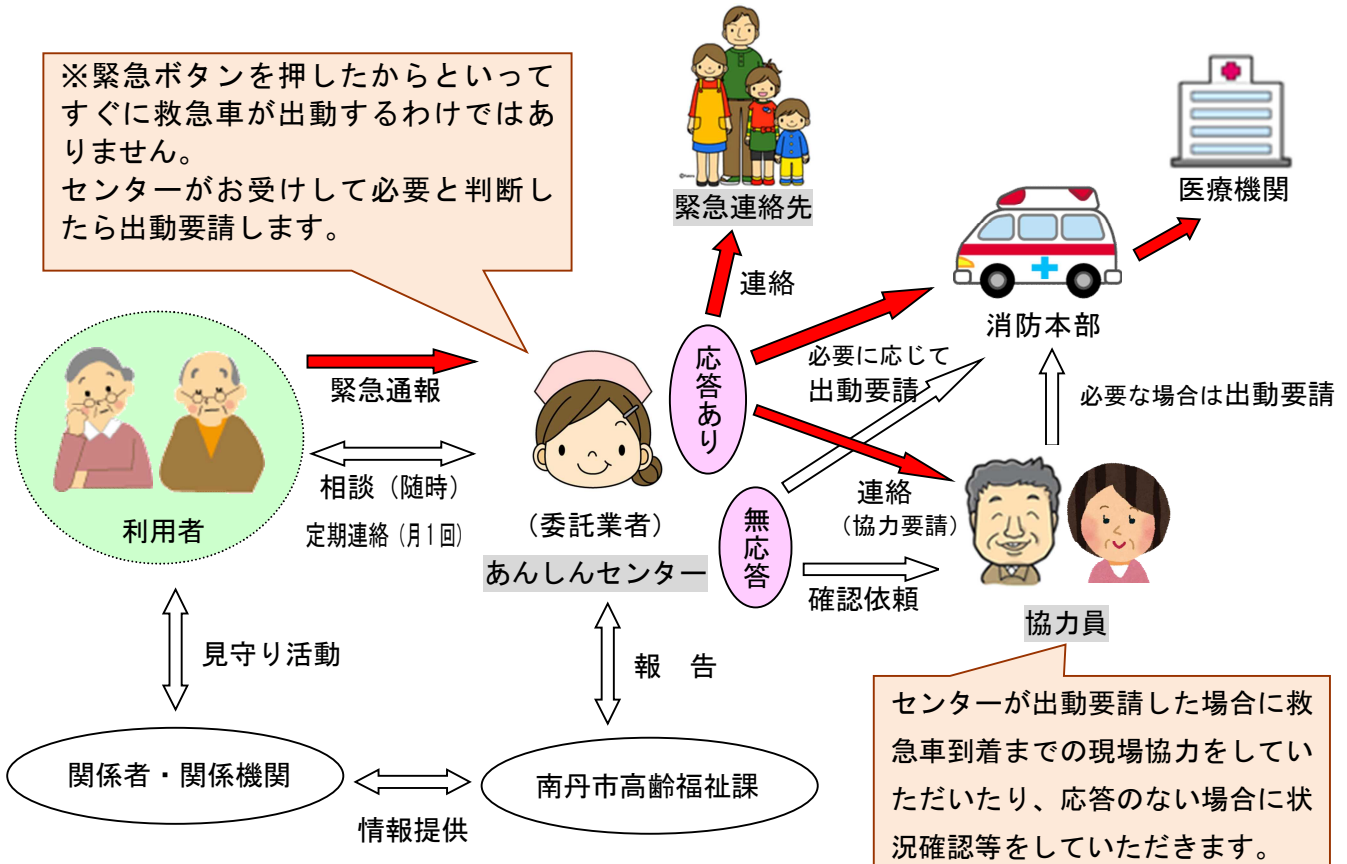 ※緊急ボタンを押したからといって
すぐに救急車が出動するわけではあ
りません。
センターがお受けして必要と判断し
たら出動要請します。
緊急連絡先
医療機関
連絡
消防本部
応答あり
必要に応じて
出動要請
必要な場合は出動要請
緊急通報
相談（随時）
定期連絡（月1回）
利用者
（委託業者）
あんしんセンター
無応答
連絡
（協力要請）
確認依頼
協力員
見守り活動
報　告
センターが出動要請した場合に救
急車到着までの現場協力をしてい
ただいたり、応答のない場合に状
況確認等をしていただきます。
関係者・関係機関
情報提供
南丹市高齢福祉課